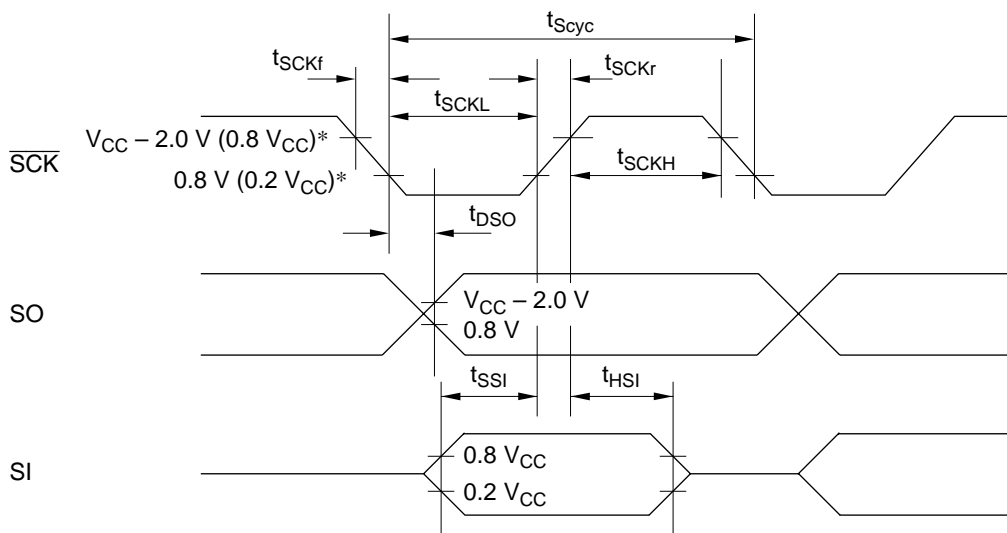 tScyc
tSCKf
tSCKr
tSCKL
VCC – 2.0 V (0.8 VCC)*
SCK
tSCKH
0.8 V (0.2 VCC)*
tDSO
VCC – 2.0 V
SO
0.8 V
tSSI
tHSI
0.8 VCC
SI
0.2 VCC